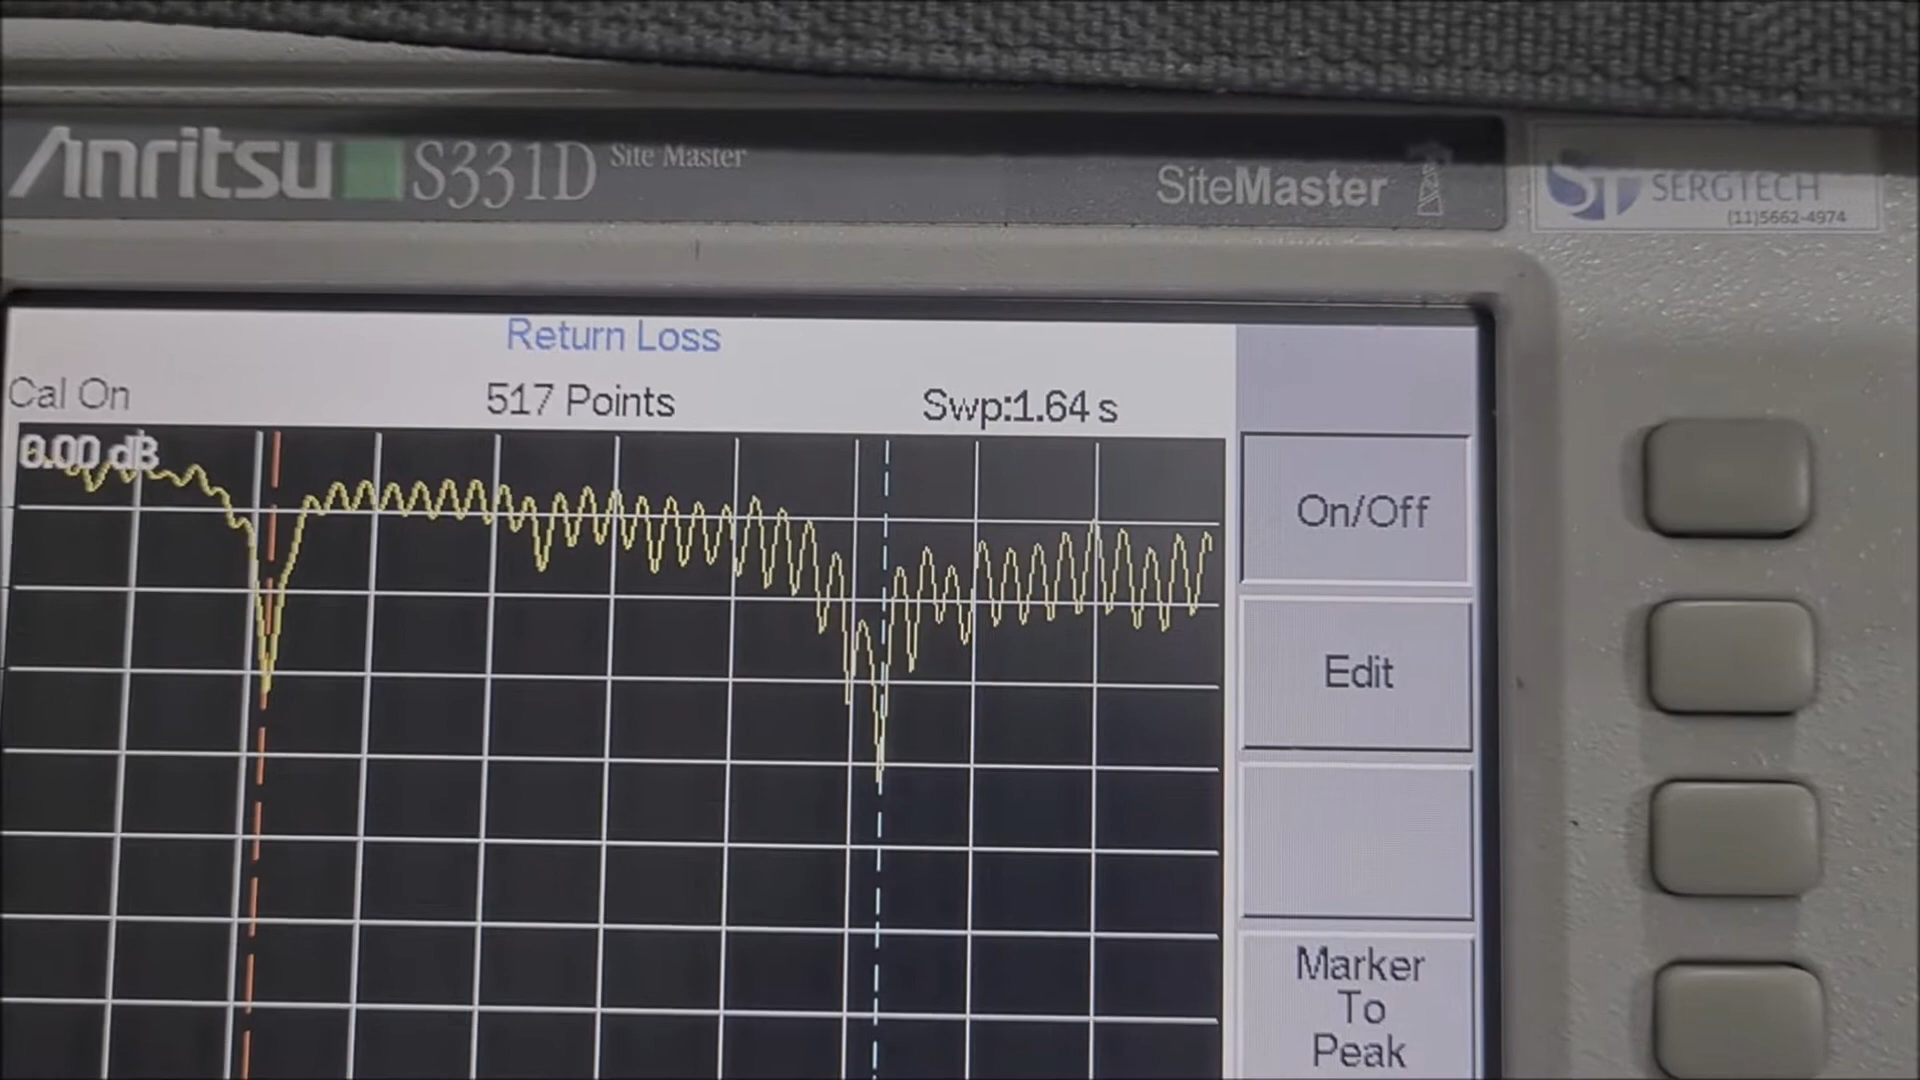 Anritsu S331D Site Master
SiteMaster
ST SERGTECH
(11)5662-4974
Return Loss
Cal On
517 Points
Swp:1.64 s
0.00 dB
On/Off
Edit
Marker
To
Peak